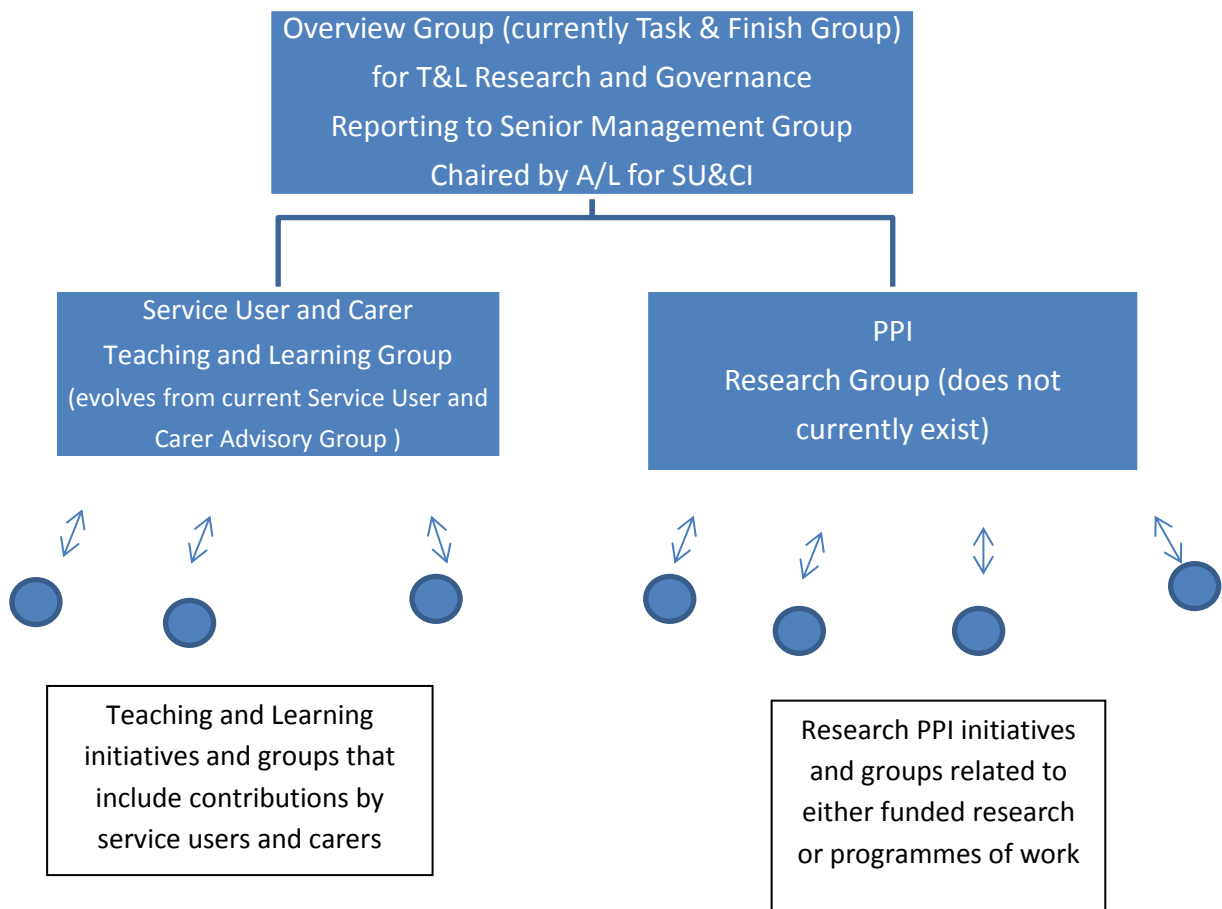 Overview Group (currently Task & Finish Group)
for T&L Research and Governance
Reporting to Senior Management Group
Chaired by A/L for SU&CI
Service User and Carer
Teaching and Learning Group
(evolves from current Service User and
Carer Advisory Group )
PPI
Research Group (does not
currently exist)
Teaching and Learning
initiatives and groups that
include contributions by
service users and carers
Research PPI initiatives
and groups related to
either funded research
or programmes of work